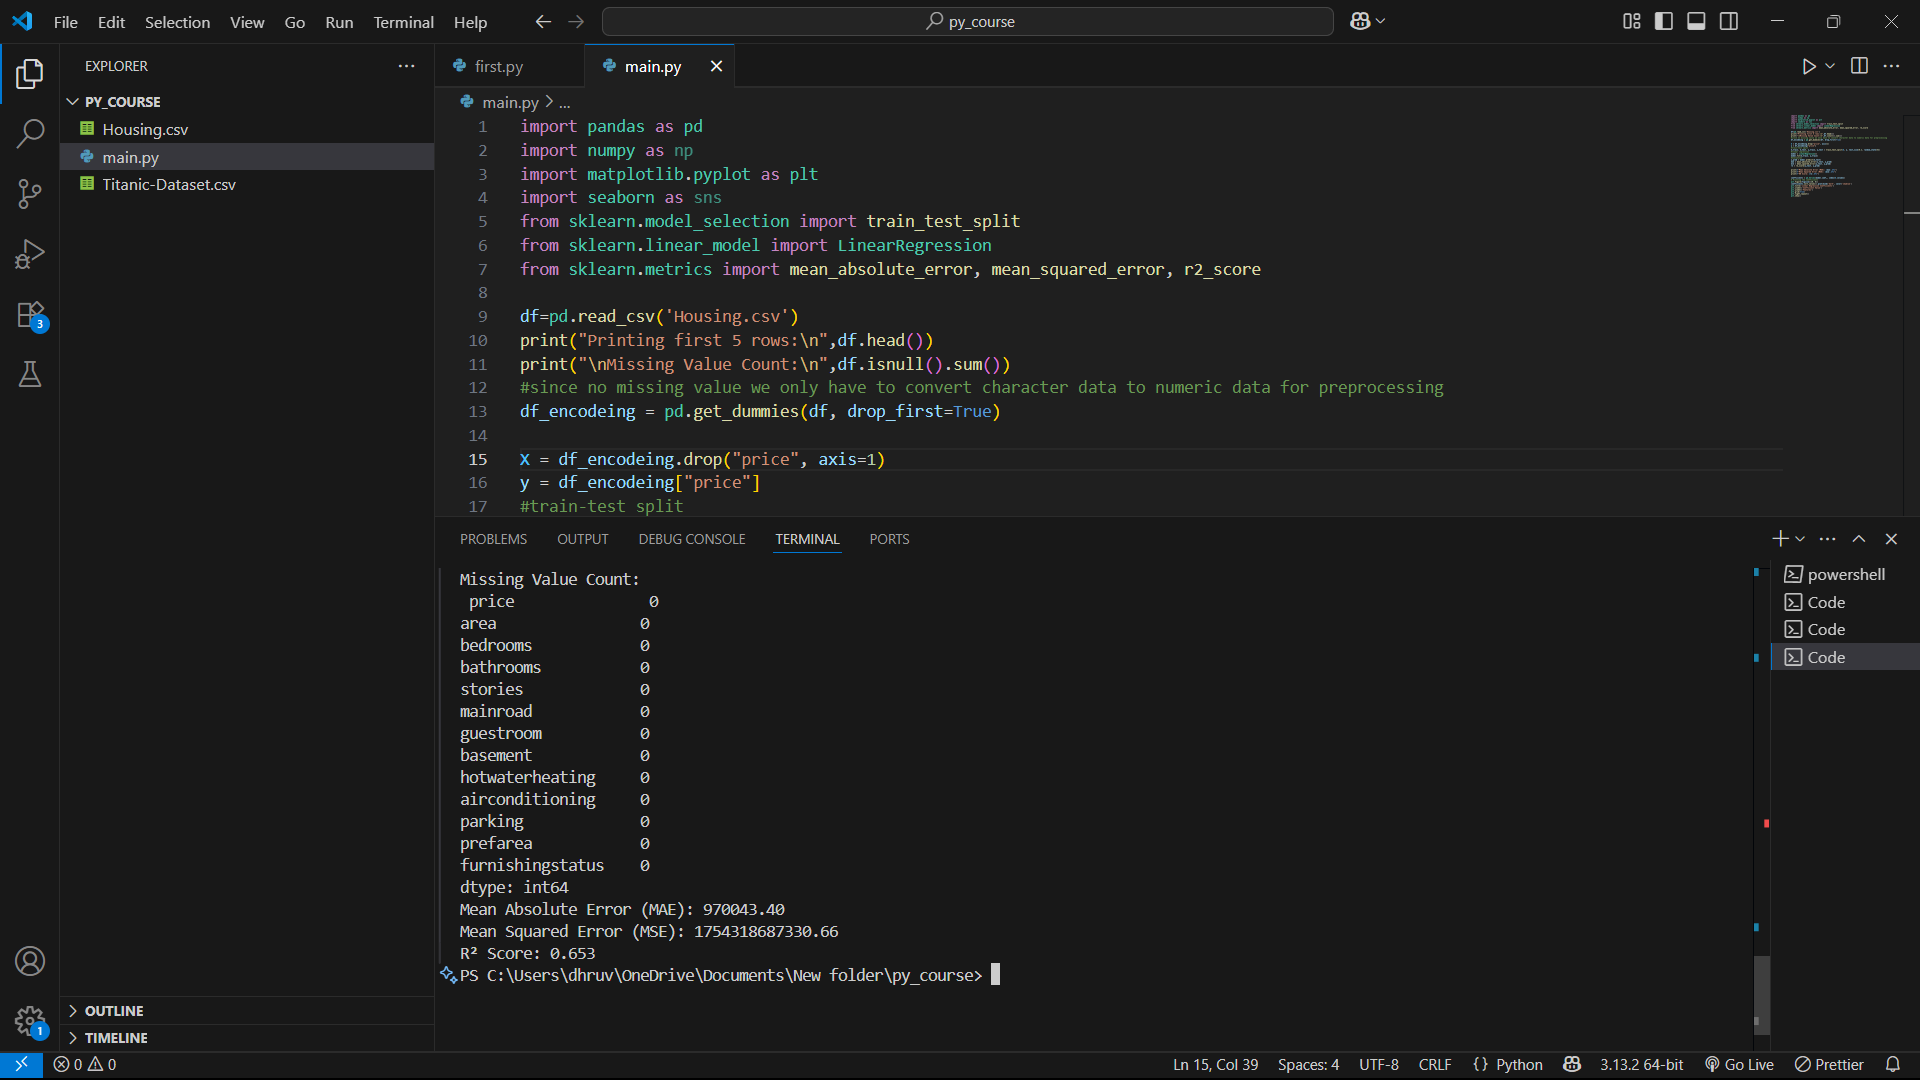 File Edit Selection View Go Run Terminal Help
py_course
EXPLORER
PY_COURSE
Housing.csv
main.py
Titanic-Dataset.csv
3
OUTLINE
TIMELINE
1
first.py
main.py
main.py > ...
1 import pandas as pd
2 import numpy as np
3 import matplotlib.pyplot as plt
4 import seaborn as sns
5 from sklearn.model_selection import train_test_split
6 from sklearn.linear_model import LinearRegression
7 from sklearn.metrics import mean_absolute_error, mean_squared_error, r2_score
8
9 df=pd.read_csv('Housing.csv')
10 print("Printing first 5 rows:\n",df.head())
11 print("\nMissing Value Count:\n",df.isnull().sum())
12 #since no missing value we only have to convert character data to numeric data for preprocessing
13 df_encodeing = pd.get_dummies(df, drop_first=True)
14
15 X = df_encodeing.drop("price", axis=1)
16 y = df_encodeing["price"]
17 #train-test split
PROBLEMS OUTPUT DEBUG CONSOLE TERMINAL PORTS
Missing Value Count:
price 0
area 0
bedrooms 0
bathrooms 0
stories 0
mainroad 0
guestroom 0
basement 0
hotwaterheating 0
airconditioning 0
parking 0
prefarea 0
furnishingstatus 0
dtype: int64
Mean Absolute Error (MAE): 970043.40
Mean Squared Error (MSE): 1754318687330.66
R² Score: 0.653
PS C:\Users\dhruv\OneDrive\Documents\New folder\py_course>
powershell
Code
Code
Code
0 0
Ln 15, Col 39 Spaces: 4 UTF-8 CRLF {} Python 3.13.2 64-bit Go Live Prettier